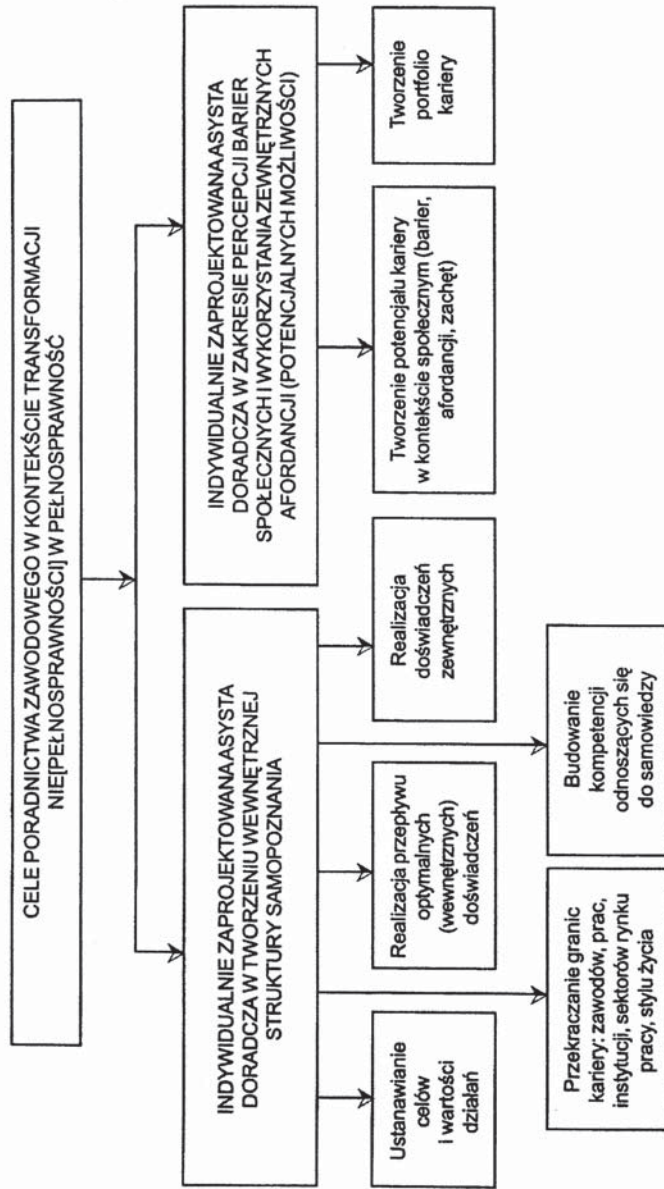 CELE PORADNICTWA ZAWODOWEGO W KONTEKŚCIE TRANSFORMACJI
NIE[PEŁNOSPRAWNOŚCI] W PEŁNOSPRAWNOŚĆ
INDYWIDUALNIE ZAPROJEKTOWANA ASYSTA
DORADCZA W TWORZENIU WEWNĘTRZNEJ
STRUKTURY SAMOPOZNANIA
INDYWIDUALNIE ZAPROJEKTOWANA ASYSTA
DORADCZA W ZAKRESIE PERCEPCJI BARIER
SPOŁECZNYCH I WYKORZYSTANIA ZEWNĘTRZNYCH
AFORDANCJI (POTENCJALNYCH MOŻLIWOŚCI)
Ustanawianie
celów
i wartości
działań
Realizacja przepływu
optymalnych
(wewnętrznych)
doświadczeń
Realizacja
doświadczeń
zewnętrznych
Tworzenie potencjału kariery
w kontekście społecznym (barier,
afordancji, zachęt)
Tworzenie
portfolio
kariery
Przekraczanie granic
kariery: zawodów, prac,
instytucji, sektorów rynku
pracy, stylu życia
Budowanie
kompetencji
odnoszących się
do samowiedzy